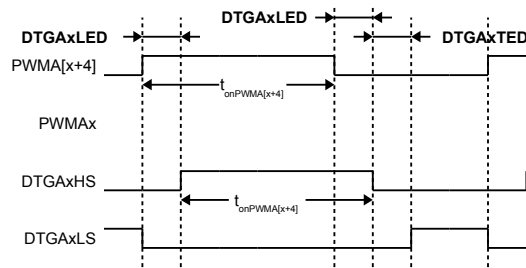 DTGAxLED
DTGAxLED
DTGAxTED
PWMA[x+4]
tonPWMA[x+4]
PWMAx
DTGAxHS
tonPWMA[x+4]
DTGAxLS